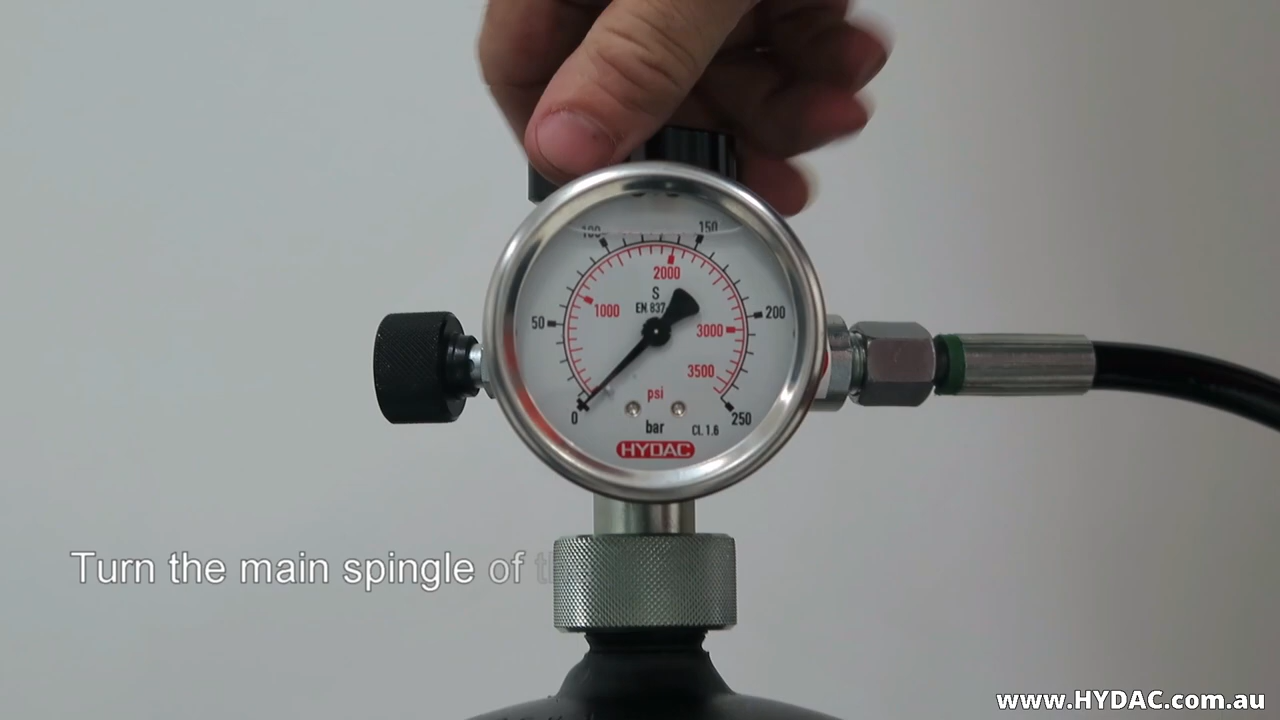 100 150
2000
S
EN 837
1000
50
200
3000
3500
psi
0
bar
CL 1.6
250
HYDAC
Turn the main spingle of
www.HYDAC.com.au